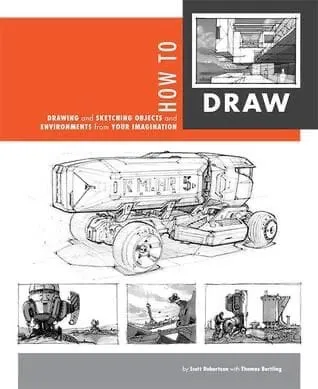 HOW TO
DRAW
DRAWING and SKETCHING OBJECTS and
ENVIRONMENTS from YOUR IMAGINATION
by Scott Robertson with Thomas Bertling